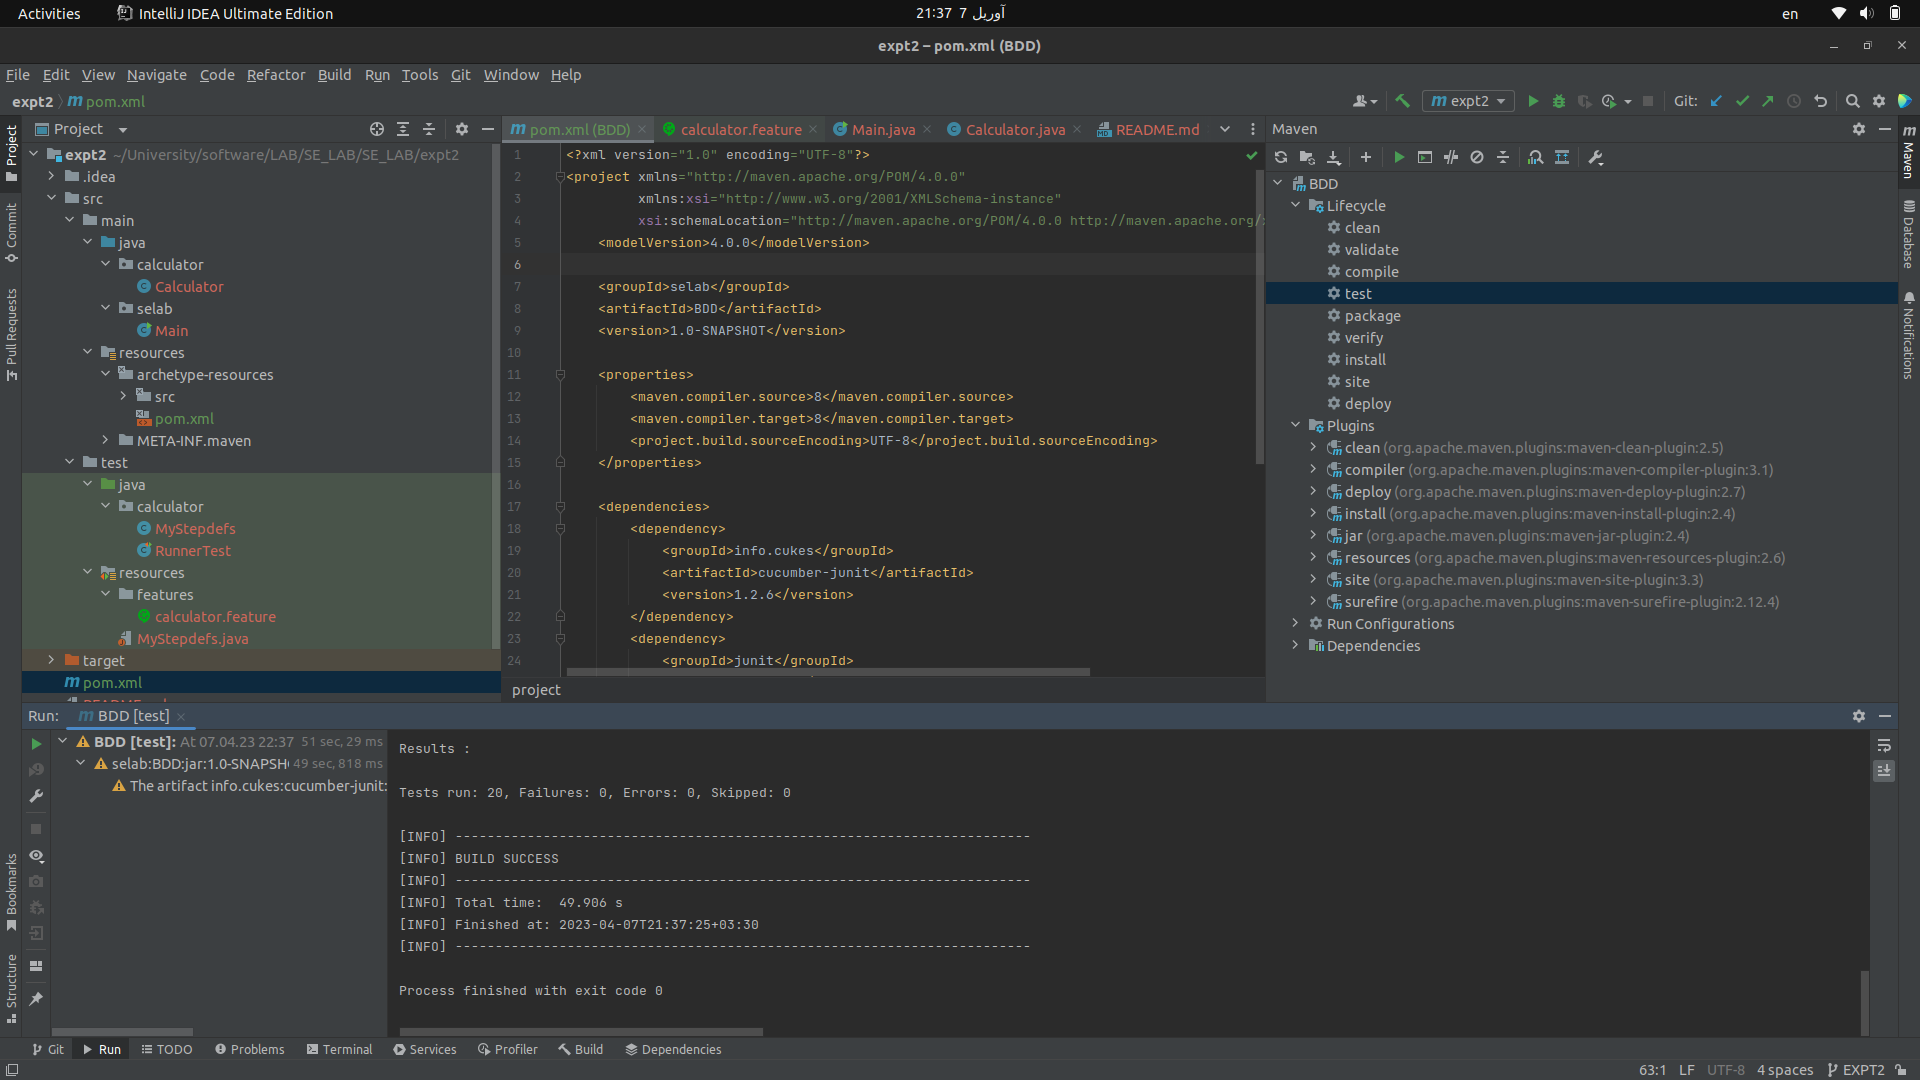 Activities
IntelliJ IDEA Ultimate Edition
21:37 7 آوریل
en
expt2 – pom.xml (BDD)
File Edit View Navigate Code Refactor Build Run Tools Git Window Help
expt2 pom.xml
expt2
Git:
Project
pom.xml (BDD)
calculator.feature
Main.java
Calculator.java
README.md
Maven
Project
Commit
Pull Requests
Bookmarks
Structure
expt2 ~/University/software/LAB/SE_LAB/SE_LAB/expt2
.idea
src
main
java
calculator
Calculator
selab
Main
resources
archetype-resources
src
pom.xml
META-INF.maven
test
java
calculator
MyStepdefs
RunnerTest
resources
features
calculator.feature
MyStepdefs.java
target
pom.xml
1 <?xml version="1.0" encoding="UTF-8"?>
2 <project xmlns="http://maven.apache.org/POM/4.0.0"
3 xmlns:xsi="http://www.w3.org/2001/XMLSchema-instance"
4 xsi:schemaLocation="http://maven.apache.org/POM/4.0.0 http://maven.apache.org/
5 <modelVersion>4.0.0</modelVersion>
6
7 <groupId>selab</groupId>
8 <artifactId>BDD</artifactId>
9 <version>1.0-SNAPSHOT</version>
10
11 <properties>
12 <maven.compiler.source>8</maven.compiler.source>
13 <maven.compiler.target>8</maven.compiler.target>
14 <project.build.sourceEncoding>UTF-8</project.build.sourceEncoding>
15 </properties>
16
17 <dependencies>
18 <dependency>
19 <groupId>info.cukes</groupId>
20 <artifactId>cucumber-junit</artifactId>
21 <version>1.2.6</version>
22 </dependency>
23 <dependency>
24 <groupId>junit</groupId>
project
BDD
Lifecycle
clean
validate
compile
test
package
verify
install
site
deploy
Plugins
clean (org.apache.maven.plugins:maven-clean-plugin:2.5)
compiler (org.apache.maven.plugins:maven-compiler-plugin:3.1)
deploy (org.apache.maven.plugins:maven-deploy-plugin:2.7)
install (org.apache.maven.plugins:maven-install-plugin:2.4)
jar (org.apache.maven.plugins:maven-jar-plugin:2.4)
resources (org.apache.maven.plugins:maven-resources-plugin:2.6)
site (org.apache.maven.plugins:maven-site-plugin:3.3)
surefire (org.apache.maven.plugins:maven-surefire-plugin:2.12.4)
Run Configurations
Dependencies
Maven
Database
Notifications
Run: BDD [test]
BDD [test]: At 07.04.23 22:37 51 sec, 29 ms
selab:BDD:jar:1.0-SNAPSH 49 sec, 818 ms
The artifact info.cukes:cucumber-junit:
Results :
Tests run: 20, Failures: 0, Errors: 0, Skipped: 0
[INFO] ------------------------------------------------------------------------
[INFO] BUILD SUCCESS
[INFO] ------------------------------------------------------------------------
[INFO] Total time:  49.906 s
[INFO] Finished at: 2023-04-07T21:37:25+03:30
[INFO] ------------------------------------------------------------------------
Process finished with exit code 0
Git Run TODO Problems Terminal Services Profiler Build Dependencies
63:1 LF UTF-8 4 spaces EXPT2